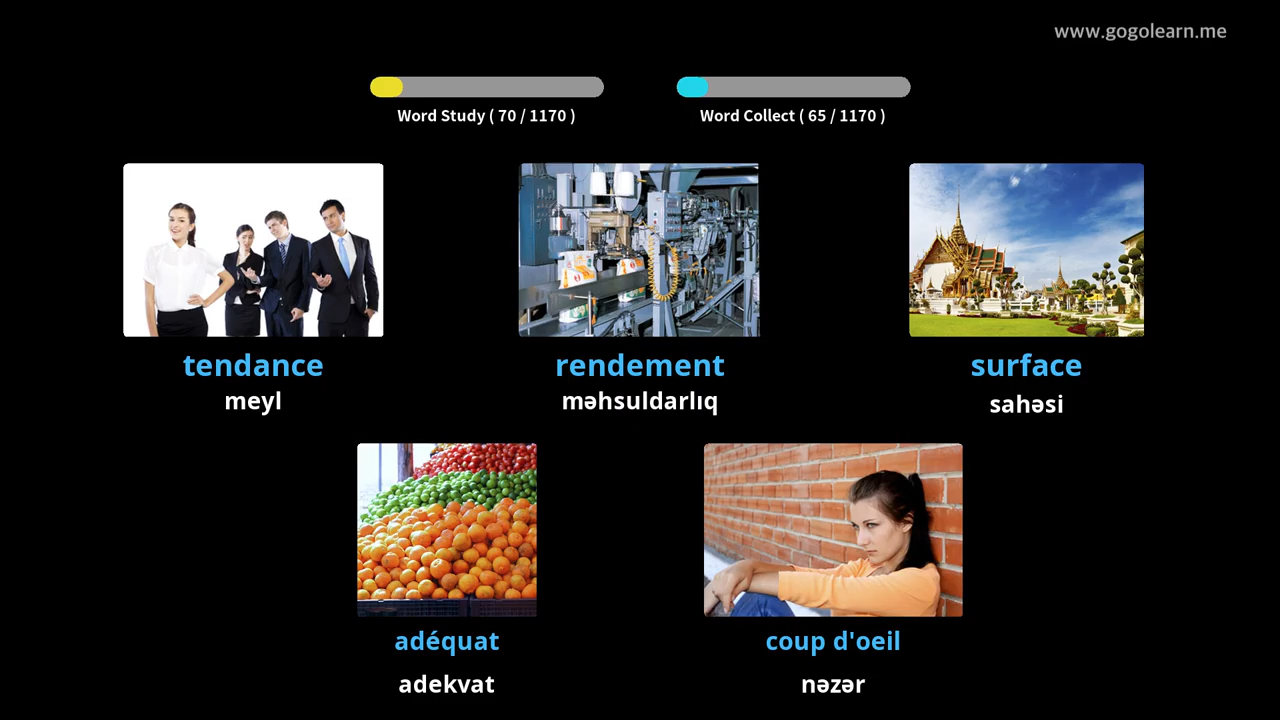 www.gogolearn.me
Word Study ( 70 / 1170 )
Word Collect ( 65 / 1170 )
tendance
meyl
rendement
məhsuldarlıq
surface
sahəsi
adéquat
adekvat
coup d'oeil
nəzər